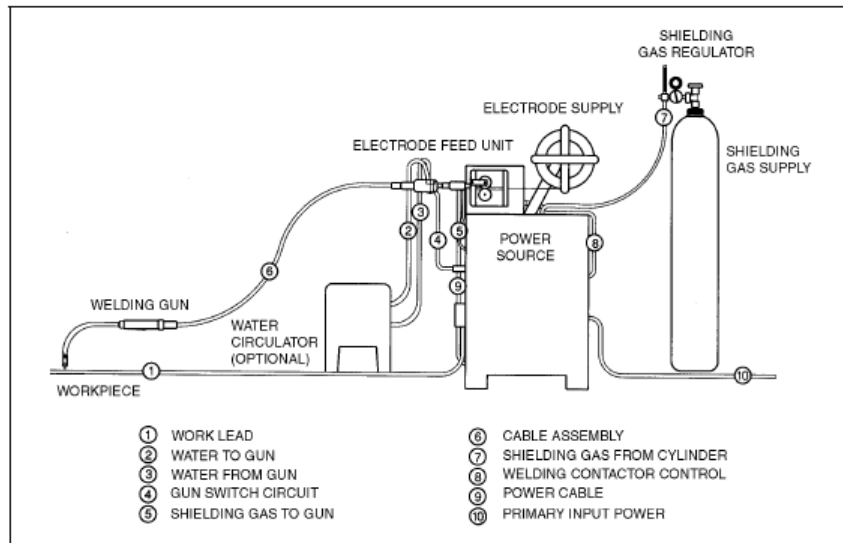 SHIELDING
GAS REGULATOR
ELECTRODE SUPPLY
7
ELECTRODE FEED UNIT
SHIELDING
GAS SUPPLY
3
2
4
5
POWER
SOURCE
8
6
9
WELDING GUN
WATER
CIRCULATOR
(OPTIONAL)
1
10
WORKPIECE
1 WORK LEAD
2 WATER TO GUN
3 WATER FROM GUN
4 GUN SWITCH CIRCUIT
5 SHIELDING GAS TO GUN
6 CABLE ASSEMBLY
7 SHIELDING GAS FROM CYLINDER
8 WELDING CONTACTOR CONTROL
9 POWER CABLE
10 PRIMARY INPUT POWER